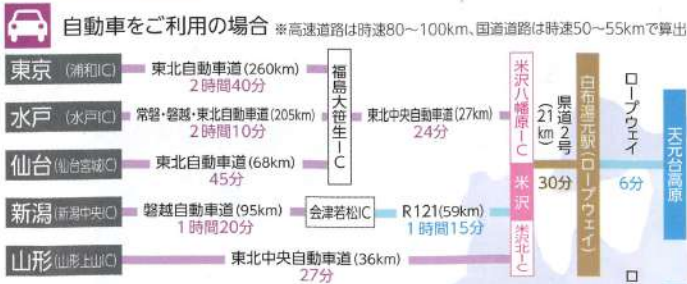 自動車をご利用の場合 ※高速道路は時速80〜100km、国道道路は時速50〜55kmで算出
東京 (浦和IC)
東北自動車道(260km)
2時間40分
水戸 (水戸IC)
常磐・磐越・東北自動車道(205km)
2時間10分
仙台 (仙台宮城IC)
東北自動車道(68km)
45分
福島大笹生IC
東北中央自動車道(27km)
24分
新潟 (新潟中央IC)
磐越自動車道(95km)
1時間20分
会津若松IC
R121(59km)
1時間15分
山形 (山形上山IC)
東北中央自動車道(36km)
27分
米沢八幡原IC
米沢
米沢北IC
県道2号
(21km)
30分
白布湯元駅(ロープウェイ)
ロープウェイ
6分
天元台高原
ロ